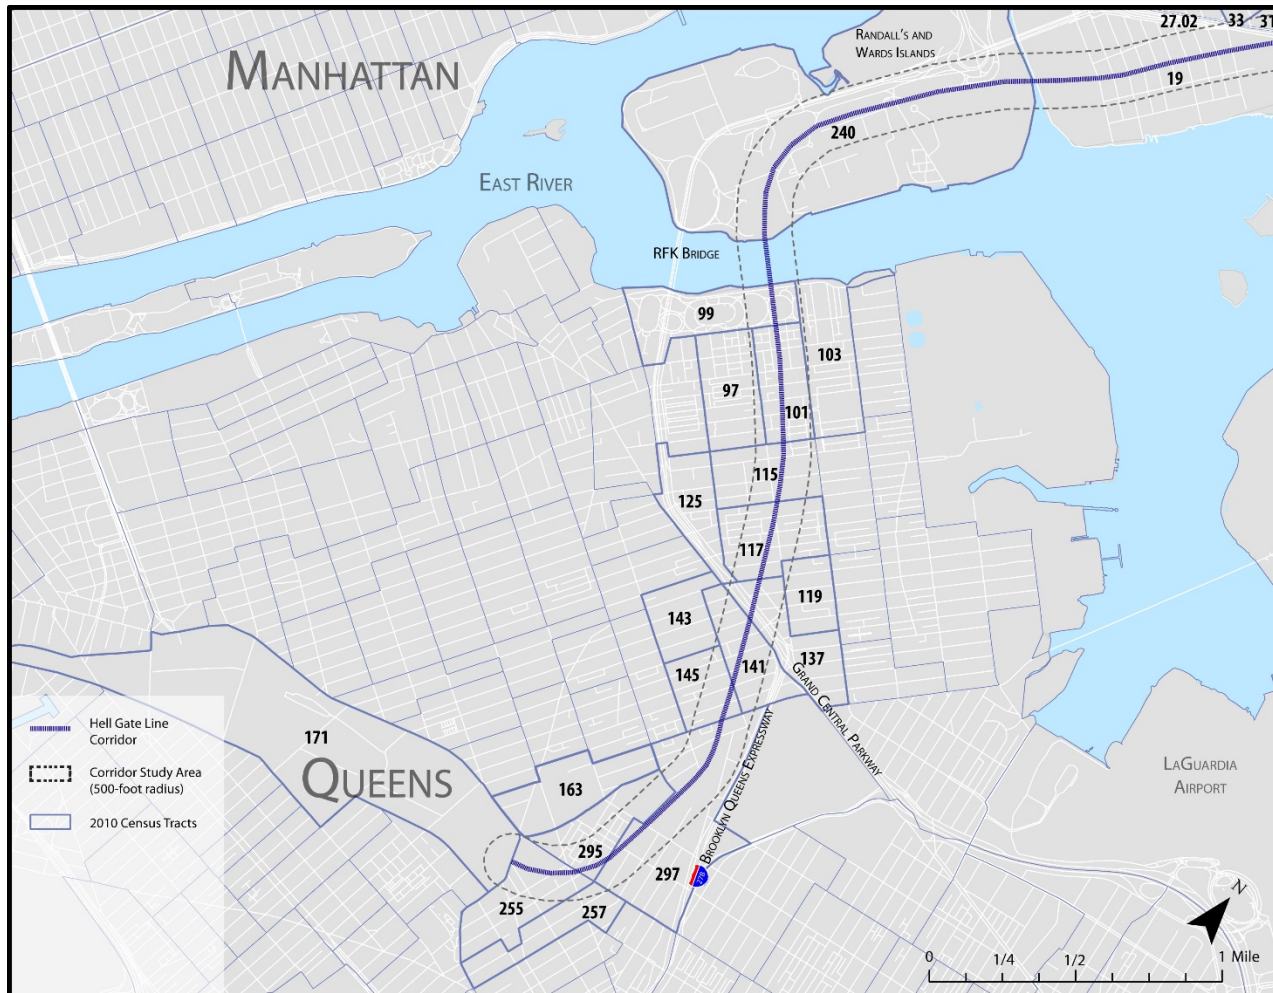 27.02 33 31
RANDALL'S AND
WARDS ISLANDS
MANHATTAN
19
240
EAST RIVER
RFK BRIDGE
99
103
97
101
115
125
117
119
143
137
141
145
GRAND CENTRAL PARKWAY
BROOKLYN QUEENS EXPRESSWAY
171
QUEENS
LAGUARDIA
AIRPORT
163
295
297
278
255
257
Hell Gate Line
Corridor
Corridor Study Area
(500-foot radius)
2010 Census Tracts
N
0 1/4 1/2 1 Mile